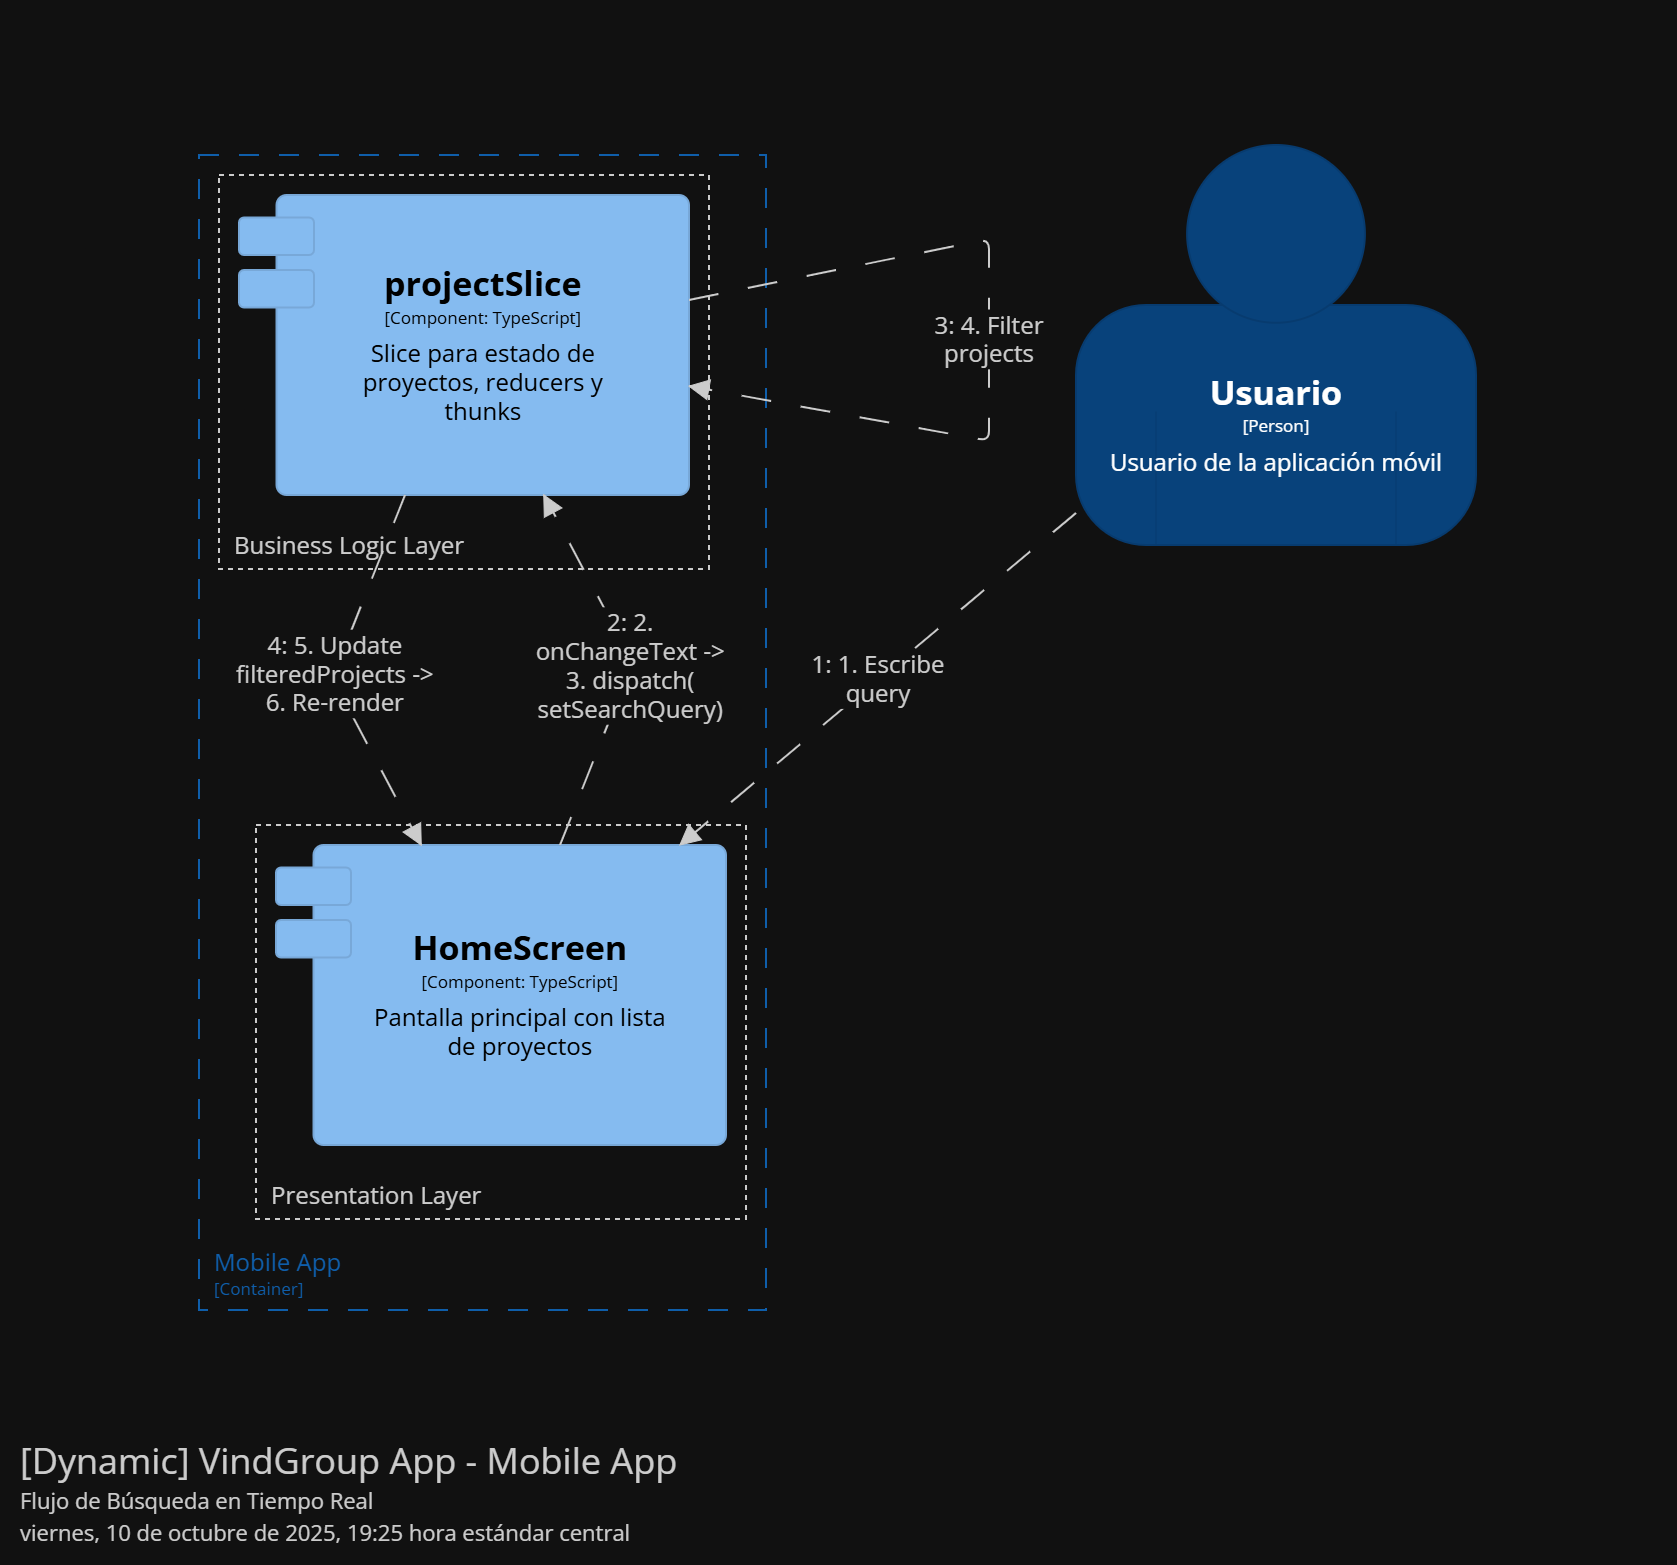 projectSlice
[Component: TypeScript]
Slice para estado de
proyectos, reducers y
thunks
Business Logic Layer
3: 4. Filter
projects
Usuario
[Person]
Usuario de la aplicación móvil
4: 5. Update
filteredProjects ->
6. Re-render
2: 2.
onChangeText ->
3. dispatch(
setSearchQuery)
1: 1. Escribe
query
HomeScreen
[Component: TypeScript]
Pantalla principal con lista
de proyectos
Presentation Layer
Mobile App
[Container]
[Dynamic] VindGroup App - Mobile App
Flujo de Búsqueda en Tiempo Real
viernes, 10 de octubre de 2025, 19:25 hora estándar central